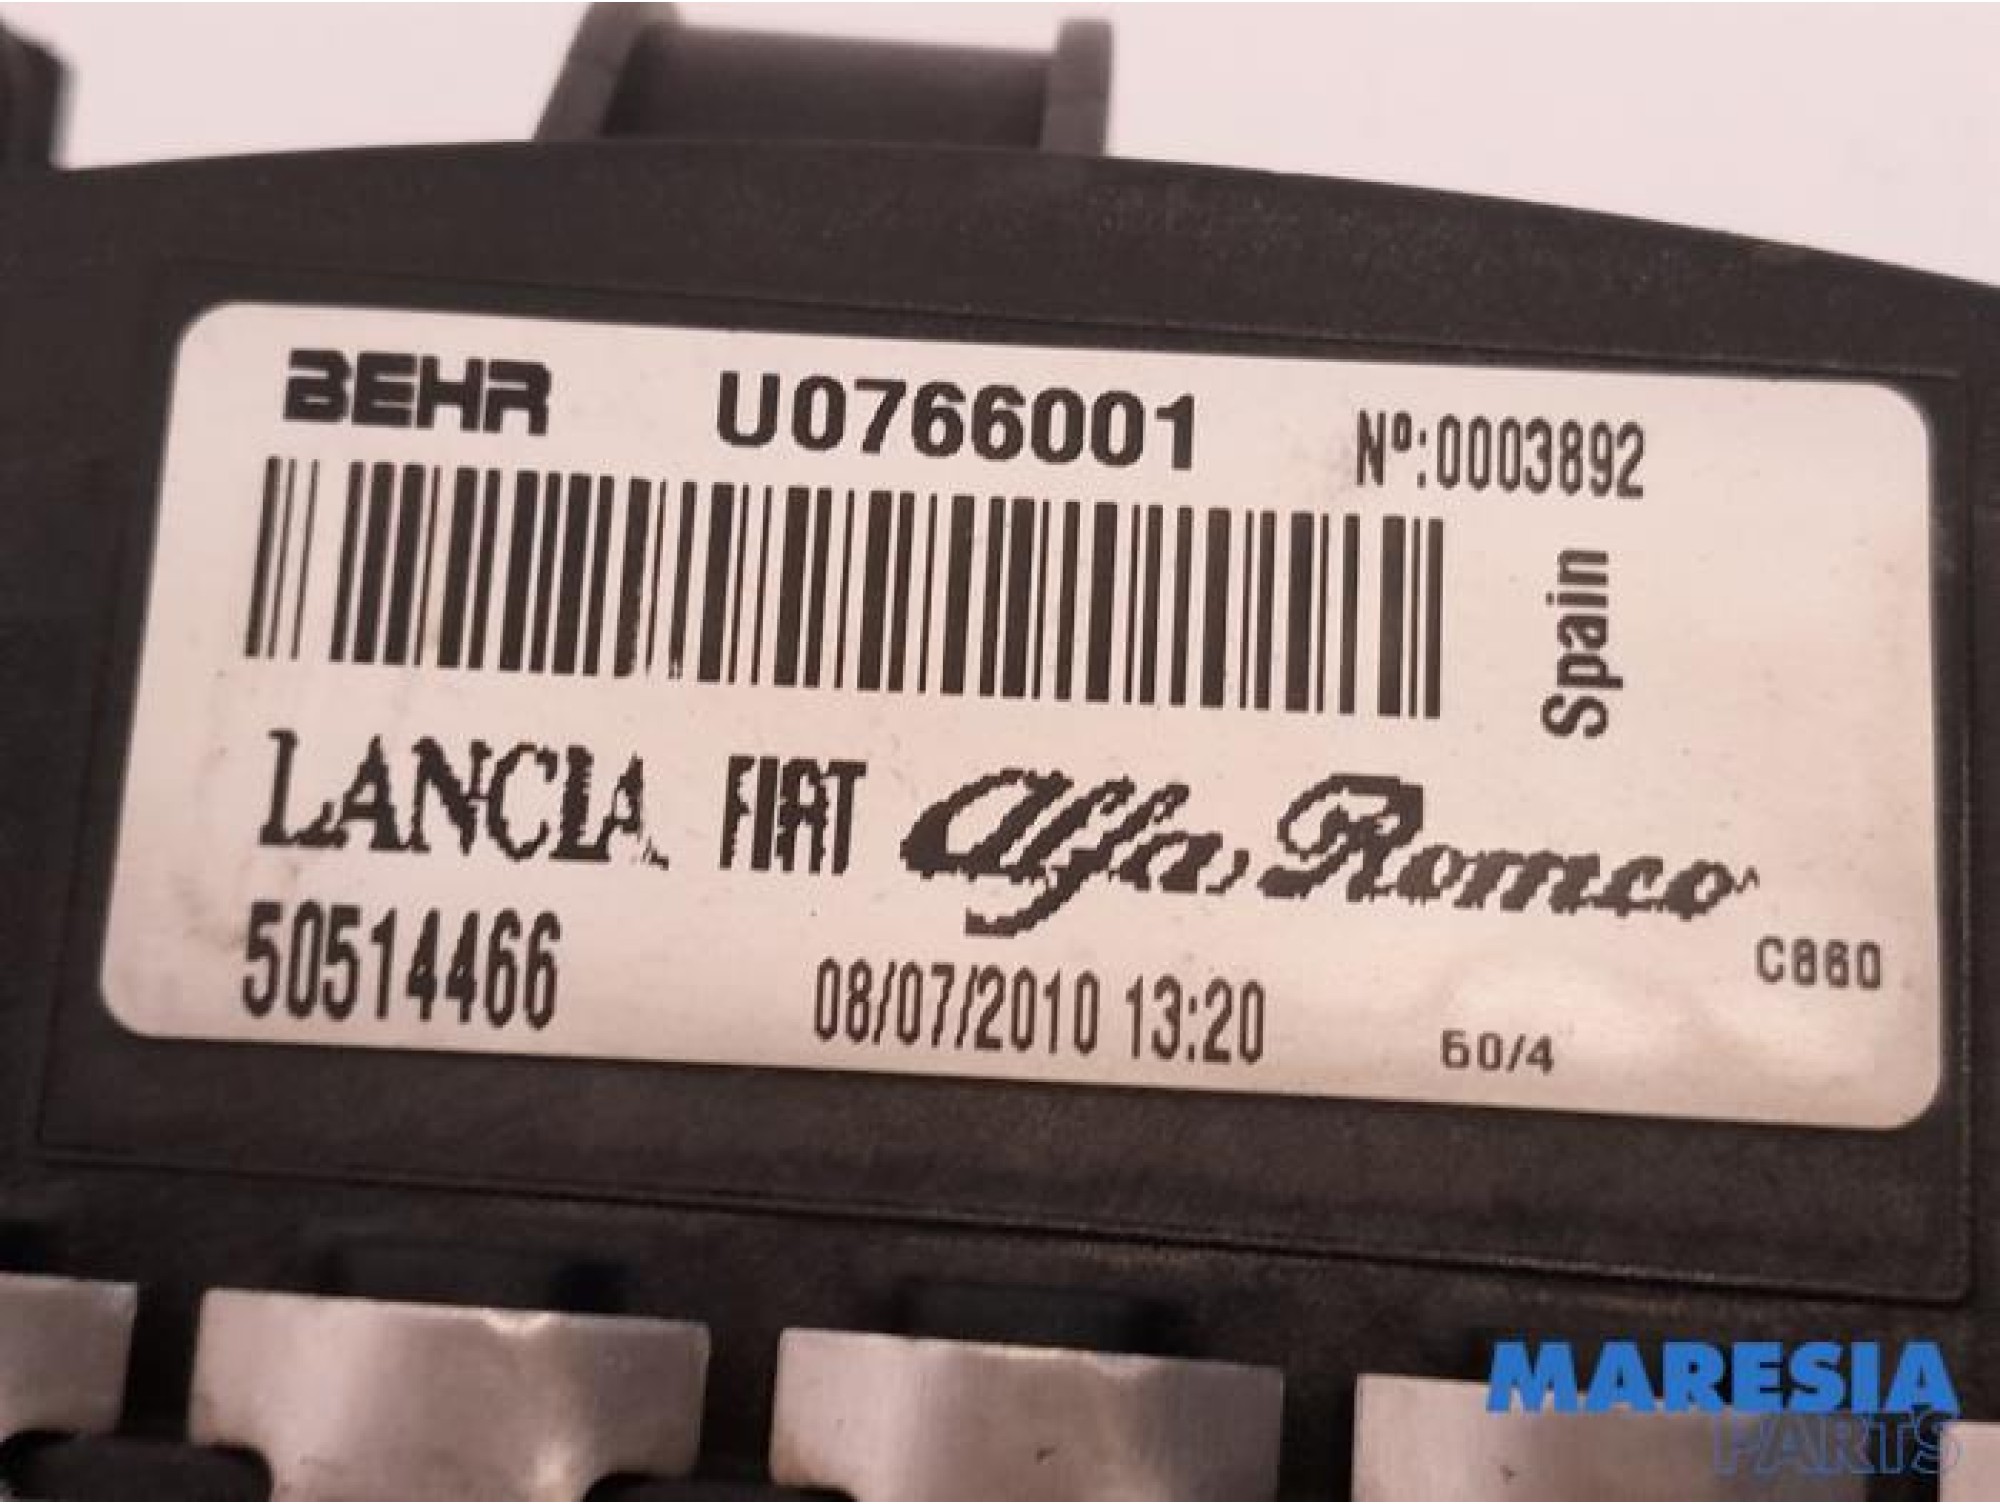 BEHR U0766001 Nº:0003892
Spain
LANCIA FIAT Alfa Romeo
C860
50514466 08/07/2010 13:20 60/4
MARESIA
PARTS